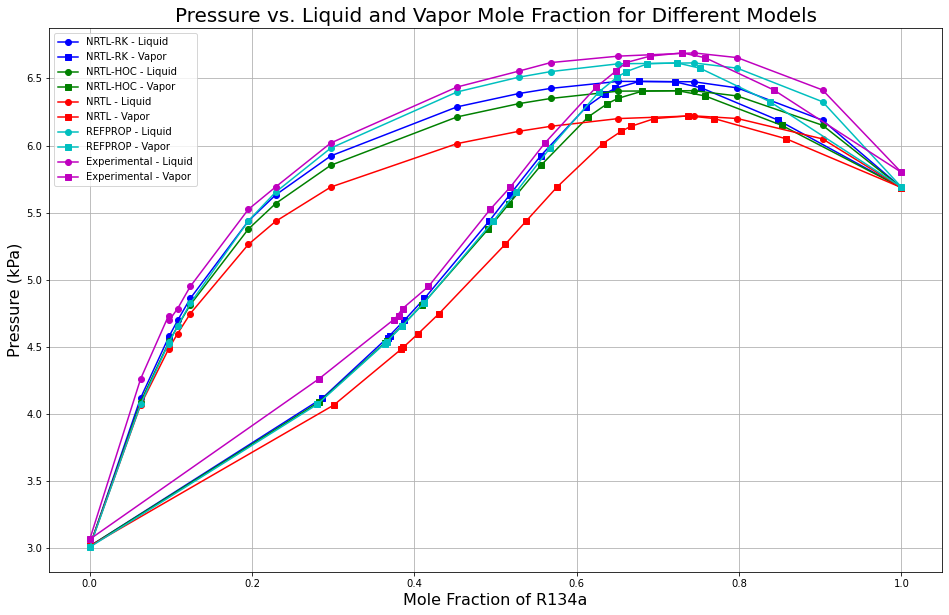 Pressure vs. Liquid and Vapor Mole Fraction for Different Models
NRTL-RK - Liquid
NRTL-RK - Vapor
NRTL-HOC - Liquid
NRTL-HOC - Vapor
NRTL - Liquid
NRTL - Vapor
REFPROP - Liquid
REFPROP - Vapor
Experimental - Liquid
Experimental - Vapor
Pressure (kPa)
6.5
6.0
5.5
5.0
4.5
4.0
3.5
3.0
0.0 0.2 0.4 0.6 0.8 1.0
Mole Fraction of R134a